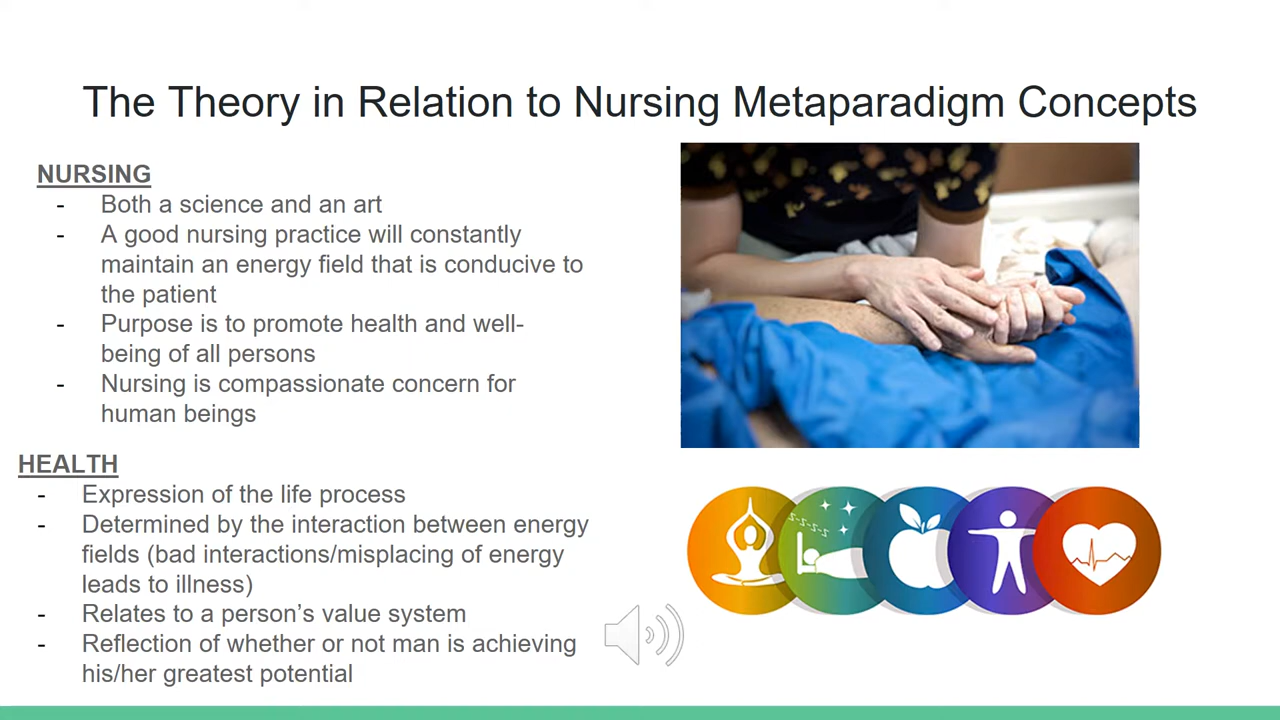 The Theory in Relation to Nursing Metaparadigm Concepts
NURSING
- Both a science and an art
- A good nursing practice will constantly
maintain an energy field that is conducive to
the patient
- Purpose is to promote health and well-
being of all persons
- Nursing is compassionate concern for
human beings
HEALTH
- Expression of the life process
- Determined by the interaction between energy
fields (bad interactions/misplacing of energy
leads to illness)
- Relates to a person’s value system
- Reflection of whether or not man is achieving
his/her greatest potential
z-z-z-z-z
z-z-z-z